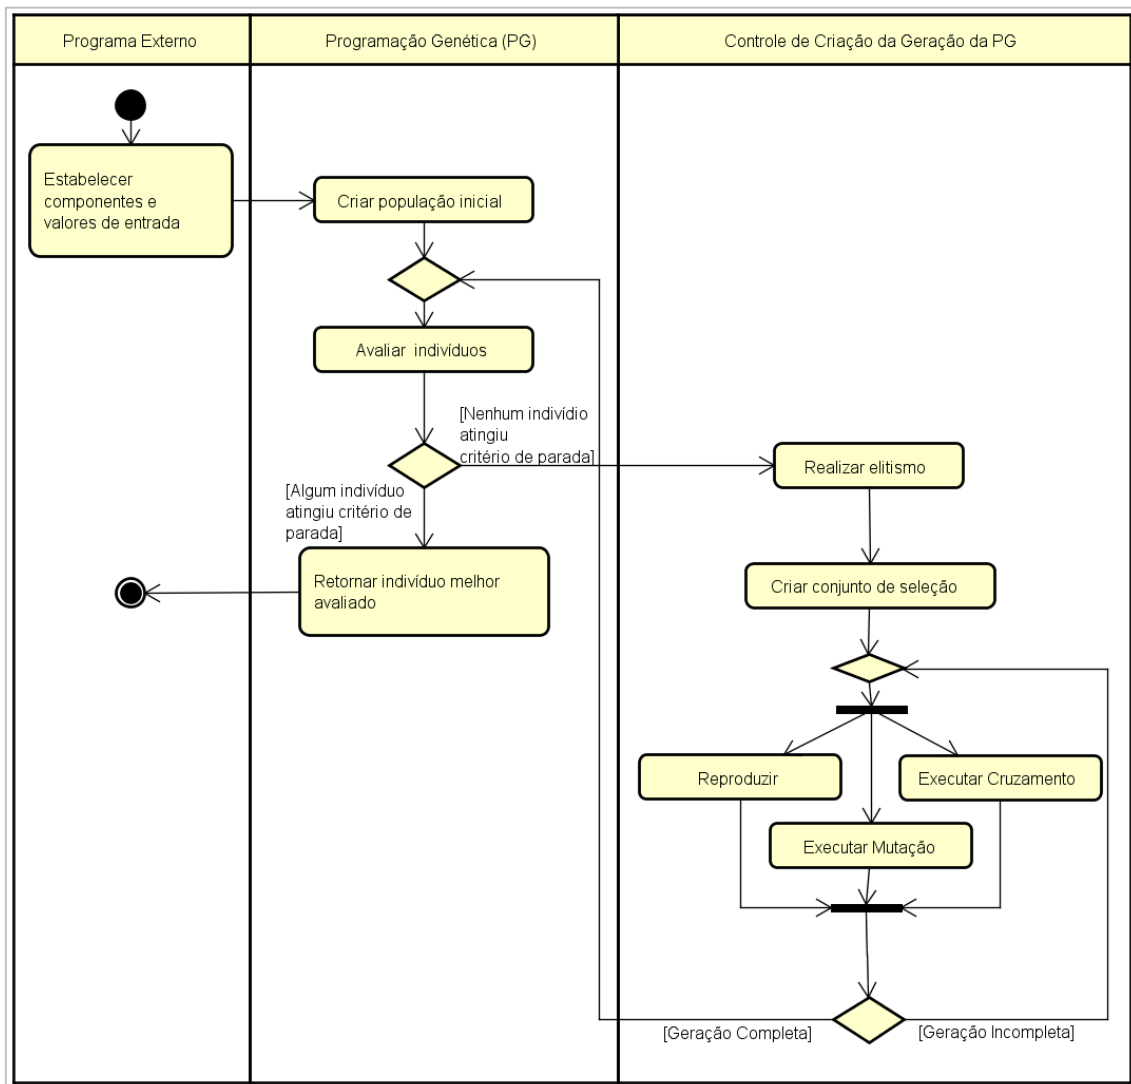 Programa Externo
Programação Genética (PG)
Controle de Criação da Geração da PG
Estabelecer
componentes e
valores de entrada
Criar população inicial
Avaliar indivíduos
[Nenhum indivídio
atingiu
critério de parada]
Realizar elitismo
[Algum indivíduo
atingiu critério de
parada]
Retornar indivíduo melhor
avaliado
Criar conjunto de seleção
Reproduzir
Executar Cruzamento
Executar Mutação
[Geração Completa]
[Geração Incompleta]